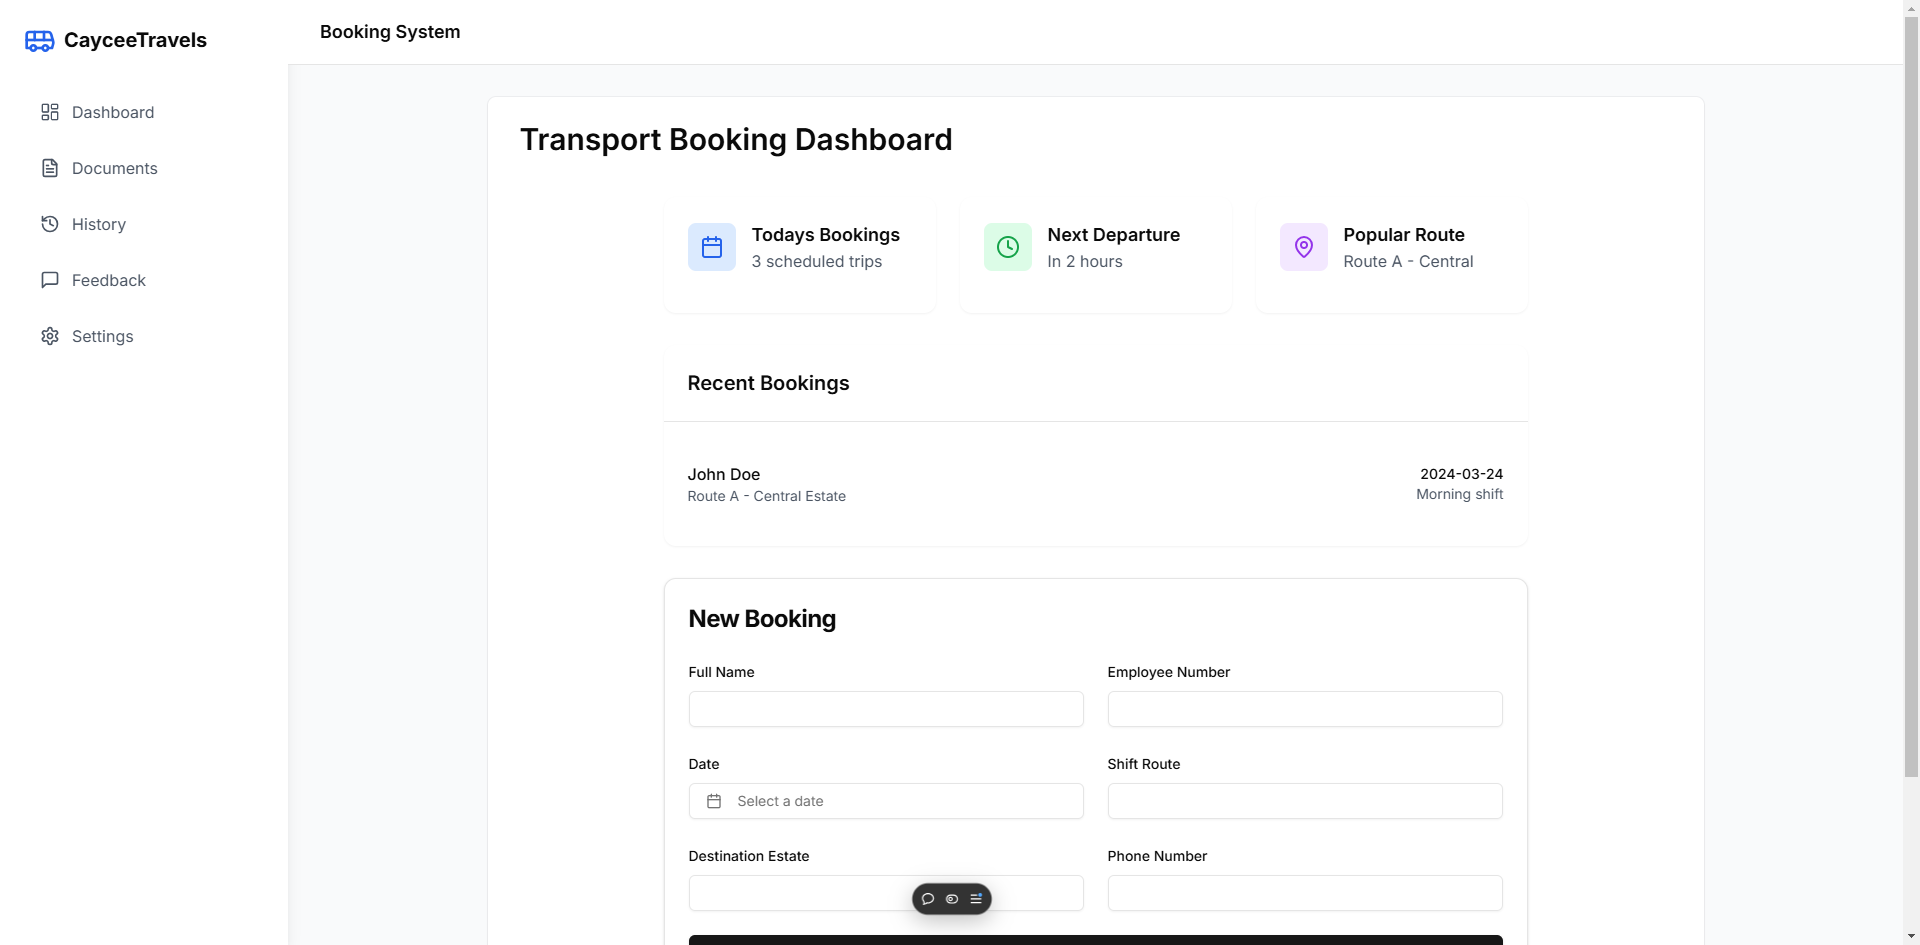 CayceeTravels
Booking System
Dashboard
Documents
History
Feedback
Settings
Transport Booking Dashboard
Todays Bookings
3 scheduled trips
Next Departure
In 2 hours
Popular Route
Route A - Central
Recent Bookings
John Doe
Route A - Central Estate
2024-03-24
Morning shift
New Booking
Full Name
Employee Number
Date
Shift Route
Select a date
Destination Estate
Phone Number